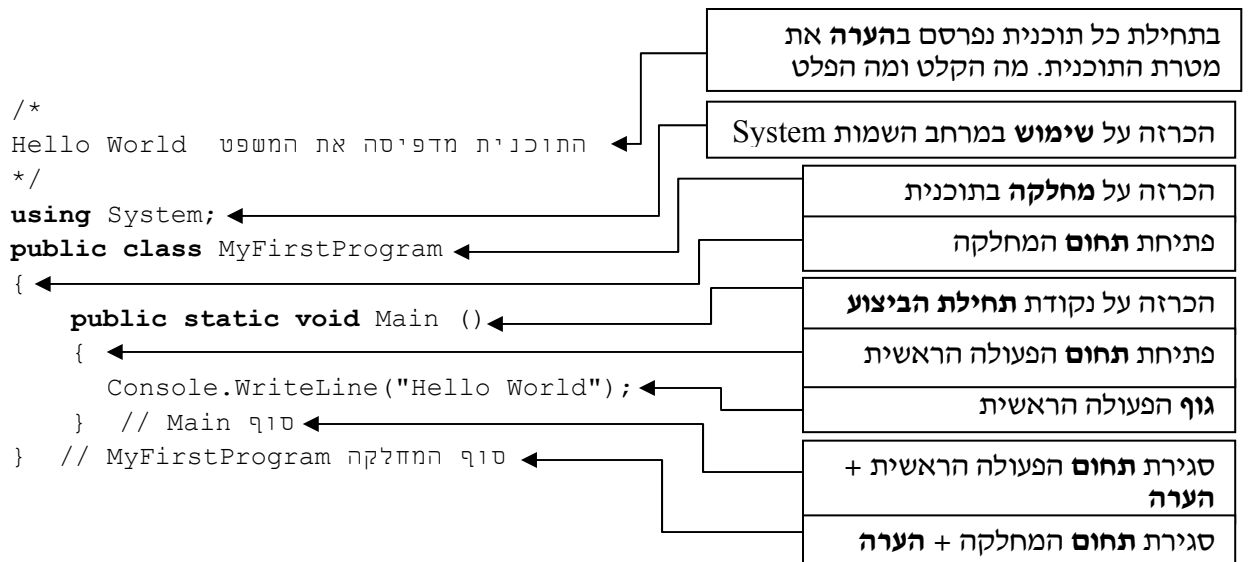 בתחילת כל תוכנית נפרסם בהערה את
מטרת התוכנית. מה הקלט ומה הפלט
/*
Hello World התוכנית מדפיסה את המשפט
*/
הכרזה על שימוש במרחב השמות System
using System;
הכרזה על מחלקה בתוכנית
public class MyFirstProgram
פתיחת תחום המחלקה
{
הכרזה על נקודת תחילת הביצוע
public static void Main ()
פתיחת תחום הפעולה הראשית
{
Console.WriteLine("Hello World");
גוף הפעולה הראשית
} // Main סוף
סגירת תחום הפעולה הראשית +
הערה
} // MyFirstProgram סוף המחלקה
סגירת תחום המחלקה + הערה